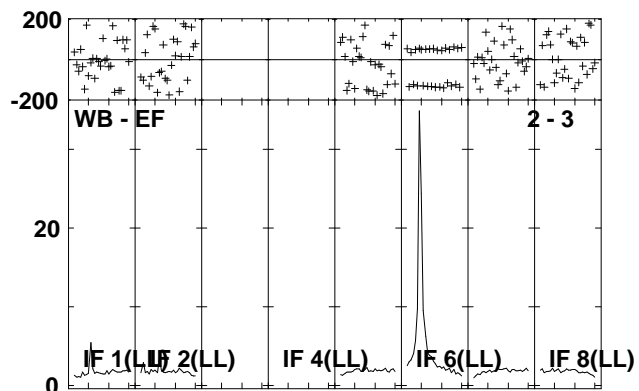 200
-200
WB - EF 2 - 3
20
0
IF 1(LL) IF 2(LL) IF 4(LL) IF 6(LL) IF 8(LL)